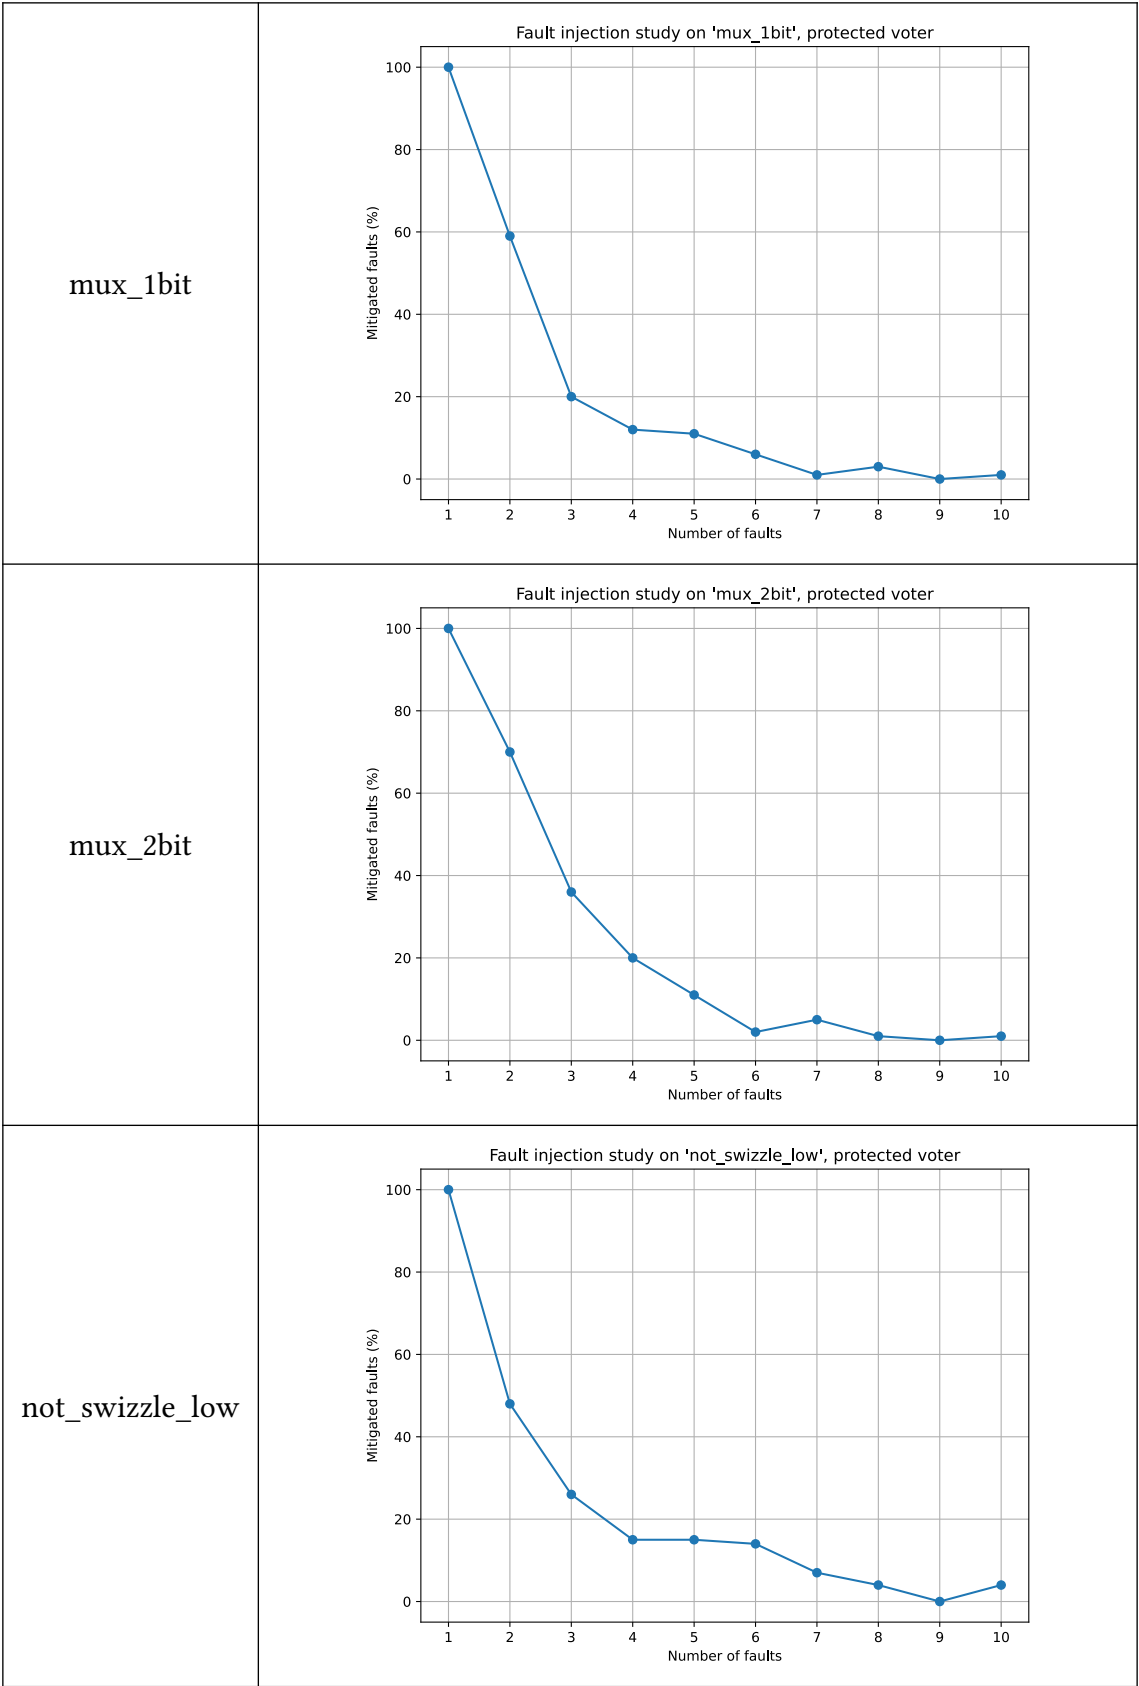 mux_1bit
Fault injection study on 'mux_1bit', protected voter
Mitigated faults (%)
100
80
60
40
20
0
1 2 3 4 5 6 7 8 9 10
Number of faults
mux_2bit
Fault injection study on 'mux_2bit', protected voter
Mitigated faults (%)
100
80
60
40
20
0
1 2 3 4 5 6 7 8 9 10
Number of faults
not_swizzle_low
Fault injection study on 'not_swizzle_low', protected voter
Mitigated faults (%)
100
80
60
40
20
0
1 2 3 4 5 6 7 8 9 10
Number of faults